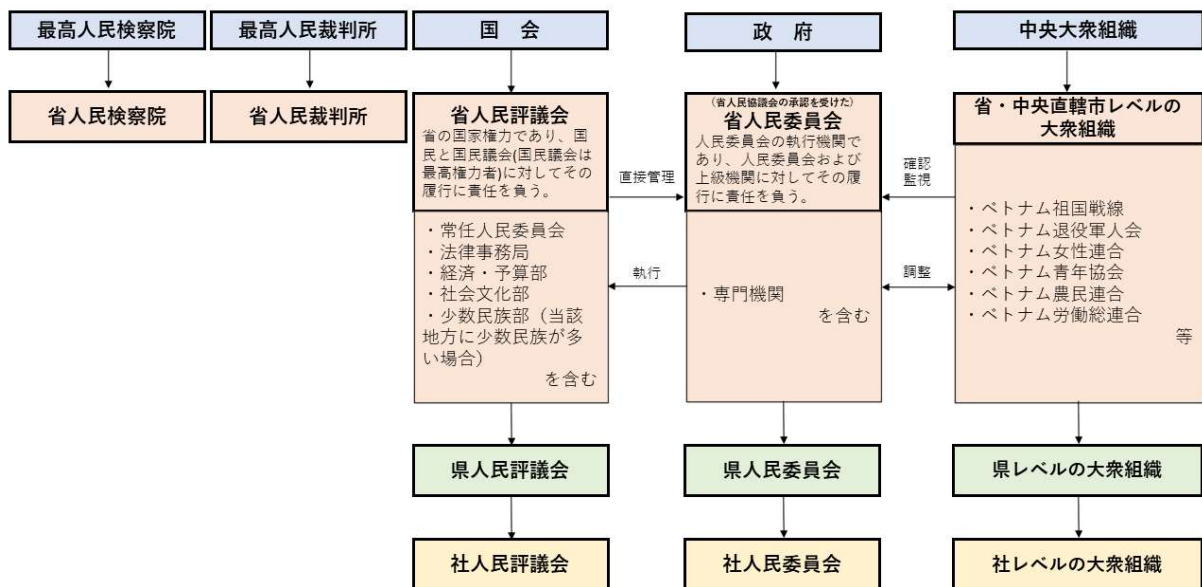 最高人民検察院
最高人民裁判所
国　会
政　府
中央大衆組織
省人民検察院
省人民裁判所
省人民評議会
省の国家権力であり、国
民と国民議会(国民議会は
最高権力者)に対してその
履行に責任を負う。
直接管理
（省人民協議会の承認を受けた）
省人民委員会
人民委員会の執行機関で
あり、人民委員会および
上級機関に対してその履
行に責任を負う。
確認
監視
省・中央直轄市レベルの
大衆組織
・常任人民委員会
・法律事務局
・経済・予算部
・社会文化部
・少数民族部（当該
地方に少数民族が多
い場合）
を含む
執行
・専門機関
を含む
調整
・ベトナム祖国戦線
・ベトナム退役軍人会
・ベトナム女性連合
・ベトナム青年協会
・ベトナム農民連合
・ベトナム労働総連合
等
県人民評議会
県人民委員会
県レベルの大衆組織
社人民評議会
社人民委員会
社レベルの大衆組織